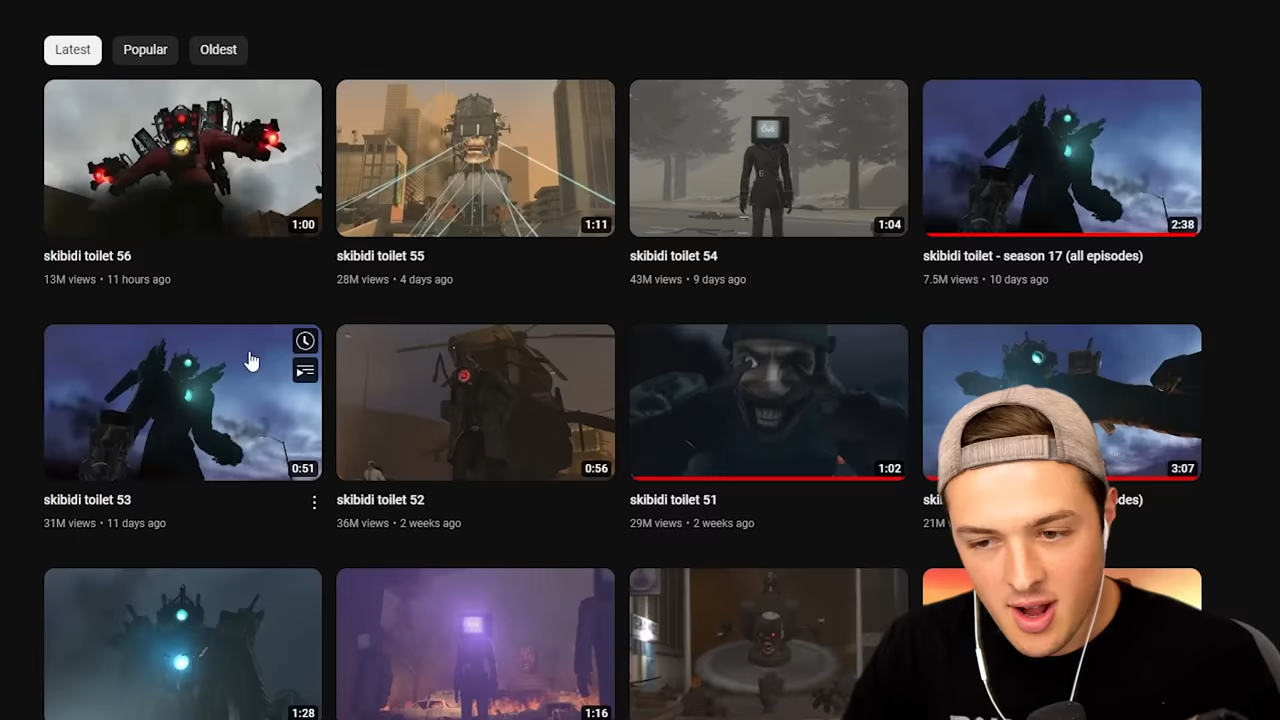 Latest
Popular
Oldest
1:00
1:11
1:04
2:38
skibidi toilet 56
skibidi toilet 55
skibidi toilet 54
skibidi toilet - season 17 (all episodes)
13M views • 11 hours ago
28M views • 4 days ago
43M views • 9 days ago
7.5M views • 10 days ago
0:51
0:56
1:02
3:07
skibidi toilet 53
skibidi toilet 52
skibidi toilet 51
31M views • 11 days ago
36M views • 2 weeks ago
29M views • 2 weeks ago
21M
1:28
1:16